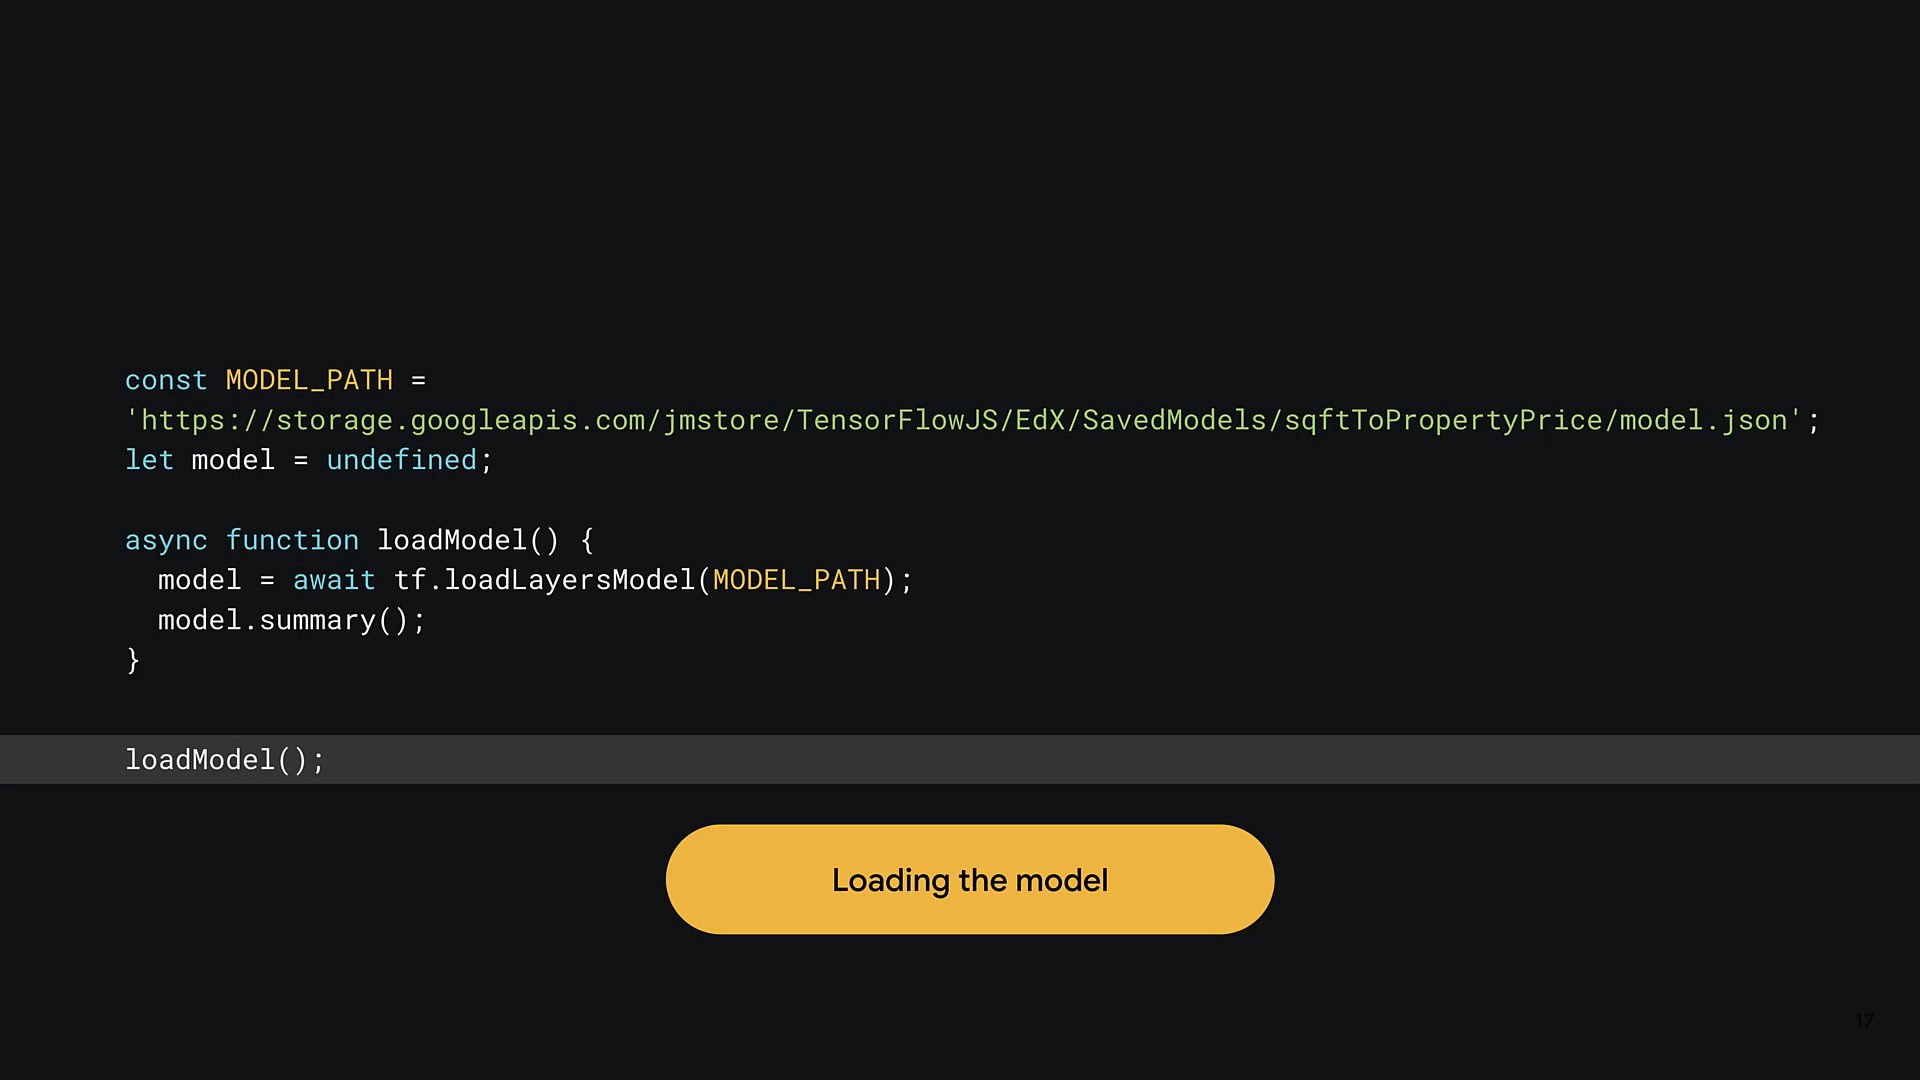 const MODEL_PATH =
'https://storage.googleapis.com/jmstore/TensorFlowJS/EdX/SavedModels/sqftToPropertyPrice/model.json';
let model = undefined;
async function loadModel() {
  model = await tf.loadLayersModel(MODEL_PATH);
  model.summary();
}
loadModel();
Loading the model
17